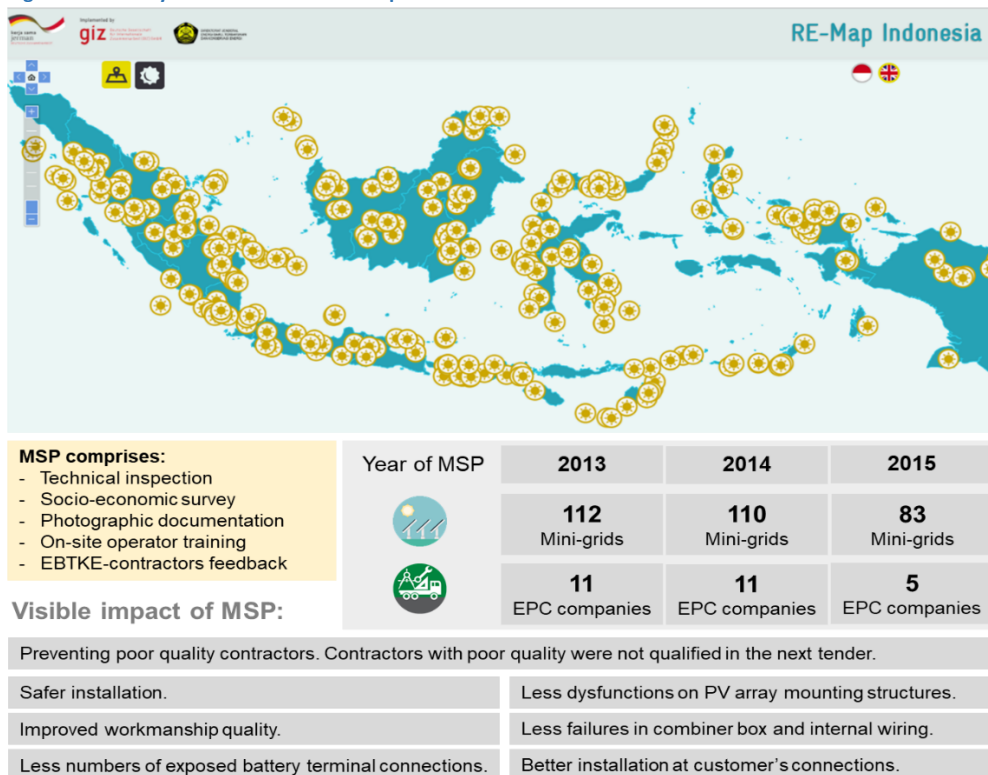 Implemented by:
giz
RE-Map Indonesia
MSP comprises:
- Technical inspection
- Socio-economic survey
- Photographic documentation
- On-site operator training
- EBTKE-contractors feedback
Year of MSP 2013 2014 2015
112 110 83
Mini-grids Mini-grids Mini-grids
11 11 5
EPC companies EPC companies EPC companies
Visible impact of MSP:
Preventing poor quality contractors. Contractors with poor quality were not qualified in the next tender.
Safer installation. Less dysfunctions on PV array mounting structures.
Improved workmanship quality. Less failures in combiner box and internal wiring.
Less numbers of exposed battery terminal connections. Better installation at customer's connections.